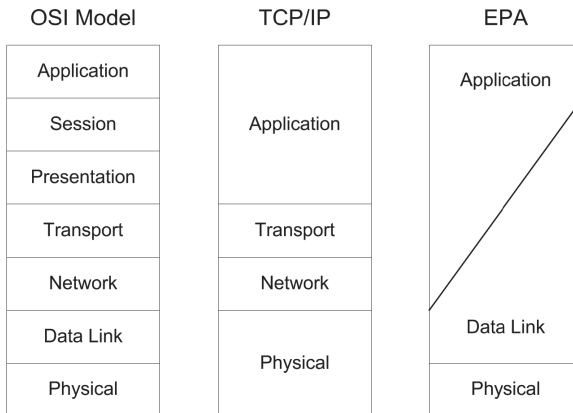 OSI Model
Application
Session
Presentation
Transport
Network
Data Link
Physical
TCP/IP
Application
Transport
Network
Physical
EPA
Application
Data Link
Physical